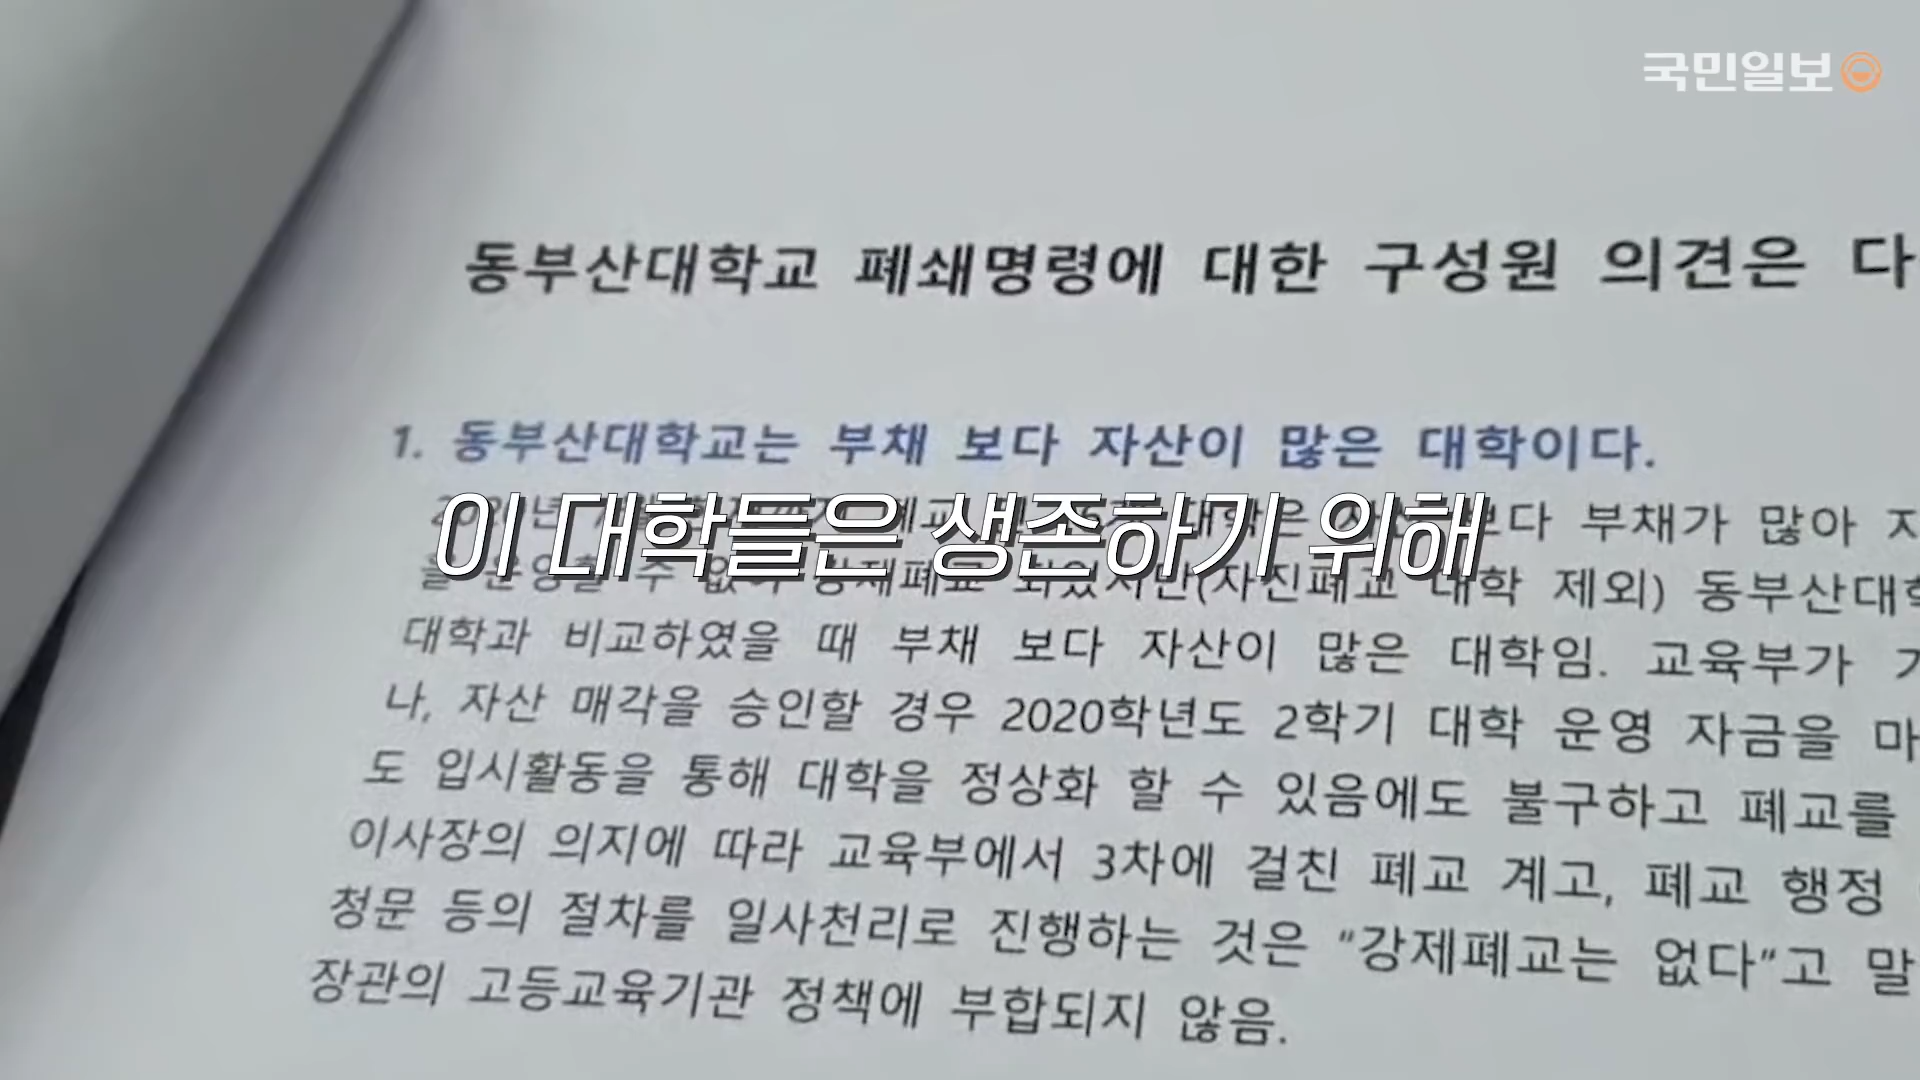 국민일보
동부산대학교 폐쇄명령에 대한 구성원 의견은 다
1. 동부산대학교는 부채 보다 자산이 많은 대학이다.
보다 부채가 많아
이 대학들은 생존하기 위해
(자진폐교 대학 제외) 동부산대학
대학과 비교하였을 때 부채 보다 자산이 많은 대학임. 교육부가
나, 자산 매각을 승인할 경우 2020학년도 2학기 대학 운영 자금을 마
도 입시활동을 통해 대학을 정상화 할 수 있음에도 불구하고 폐교를
이사장의 의지에 따라 교육부에서 3차에 걸친 폐교 계고, 폐교 행정
청문 등의 절차를 일사천리로 진행하는 것은 "강제폐교는 없다"고 말
장관의 고등교육기관 정책에 부합되지 않음.